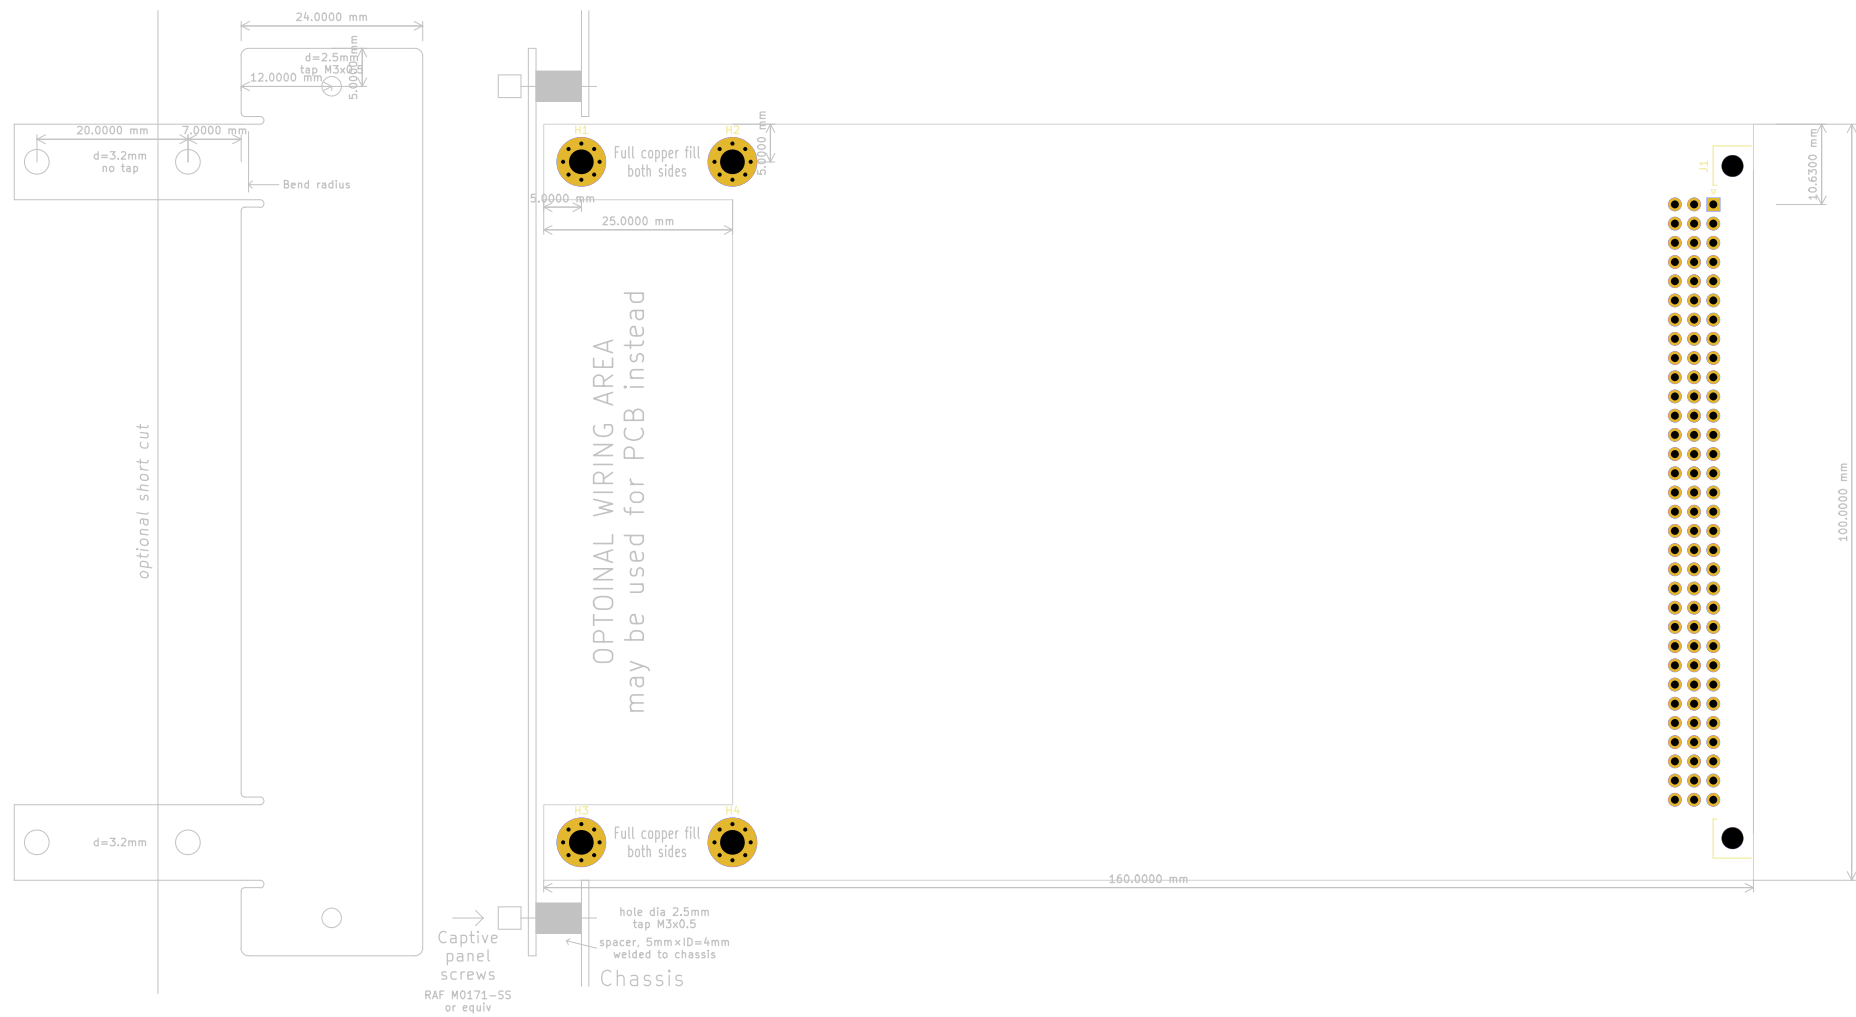 24.0000 mm
d=2.5mm
tap M3x0.5
12.0000 mm
5.0000 mm
20.0000 mm
7.0000 mm
d=3.2mm
no tap
Bend radius
optional short cut
d=3.2mm
H1
H2
Full copper fill
both sides
5.0000 mm
5.0000 mm
25.0000 mm
OPTOINAL WIRING AREA
may be used for PCB instead
J1
10.6300 mm
100.0000 mm
H3
H4
Full copper fill
both sides
160.0000 mm
hole dia 2.5mm
tap M3x0.5
spacer, 5mm×ID=4mm
welded to chassis
Chassis
Captive
panel
screws
RAF M0171-SS
or equiv